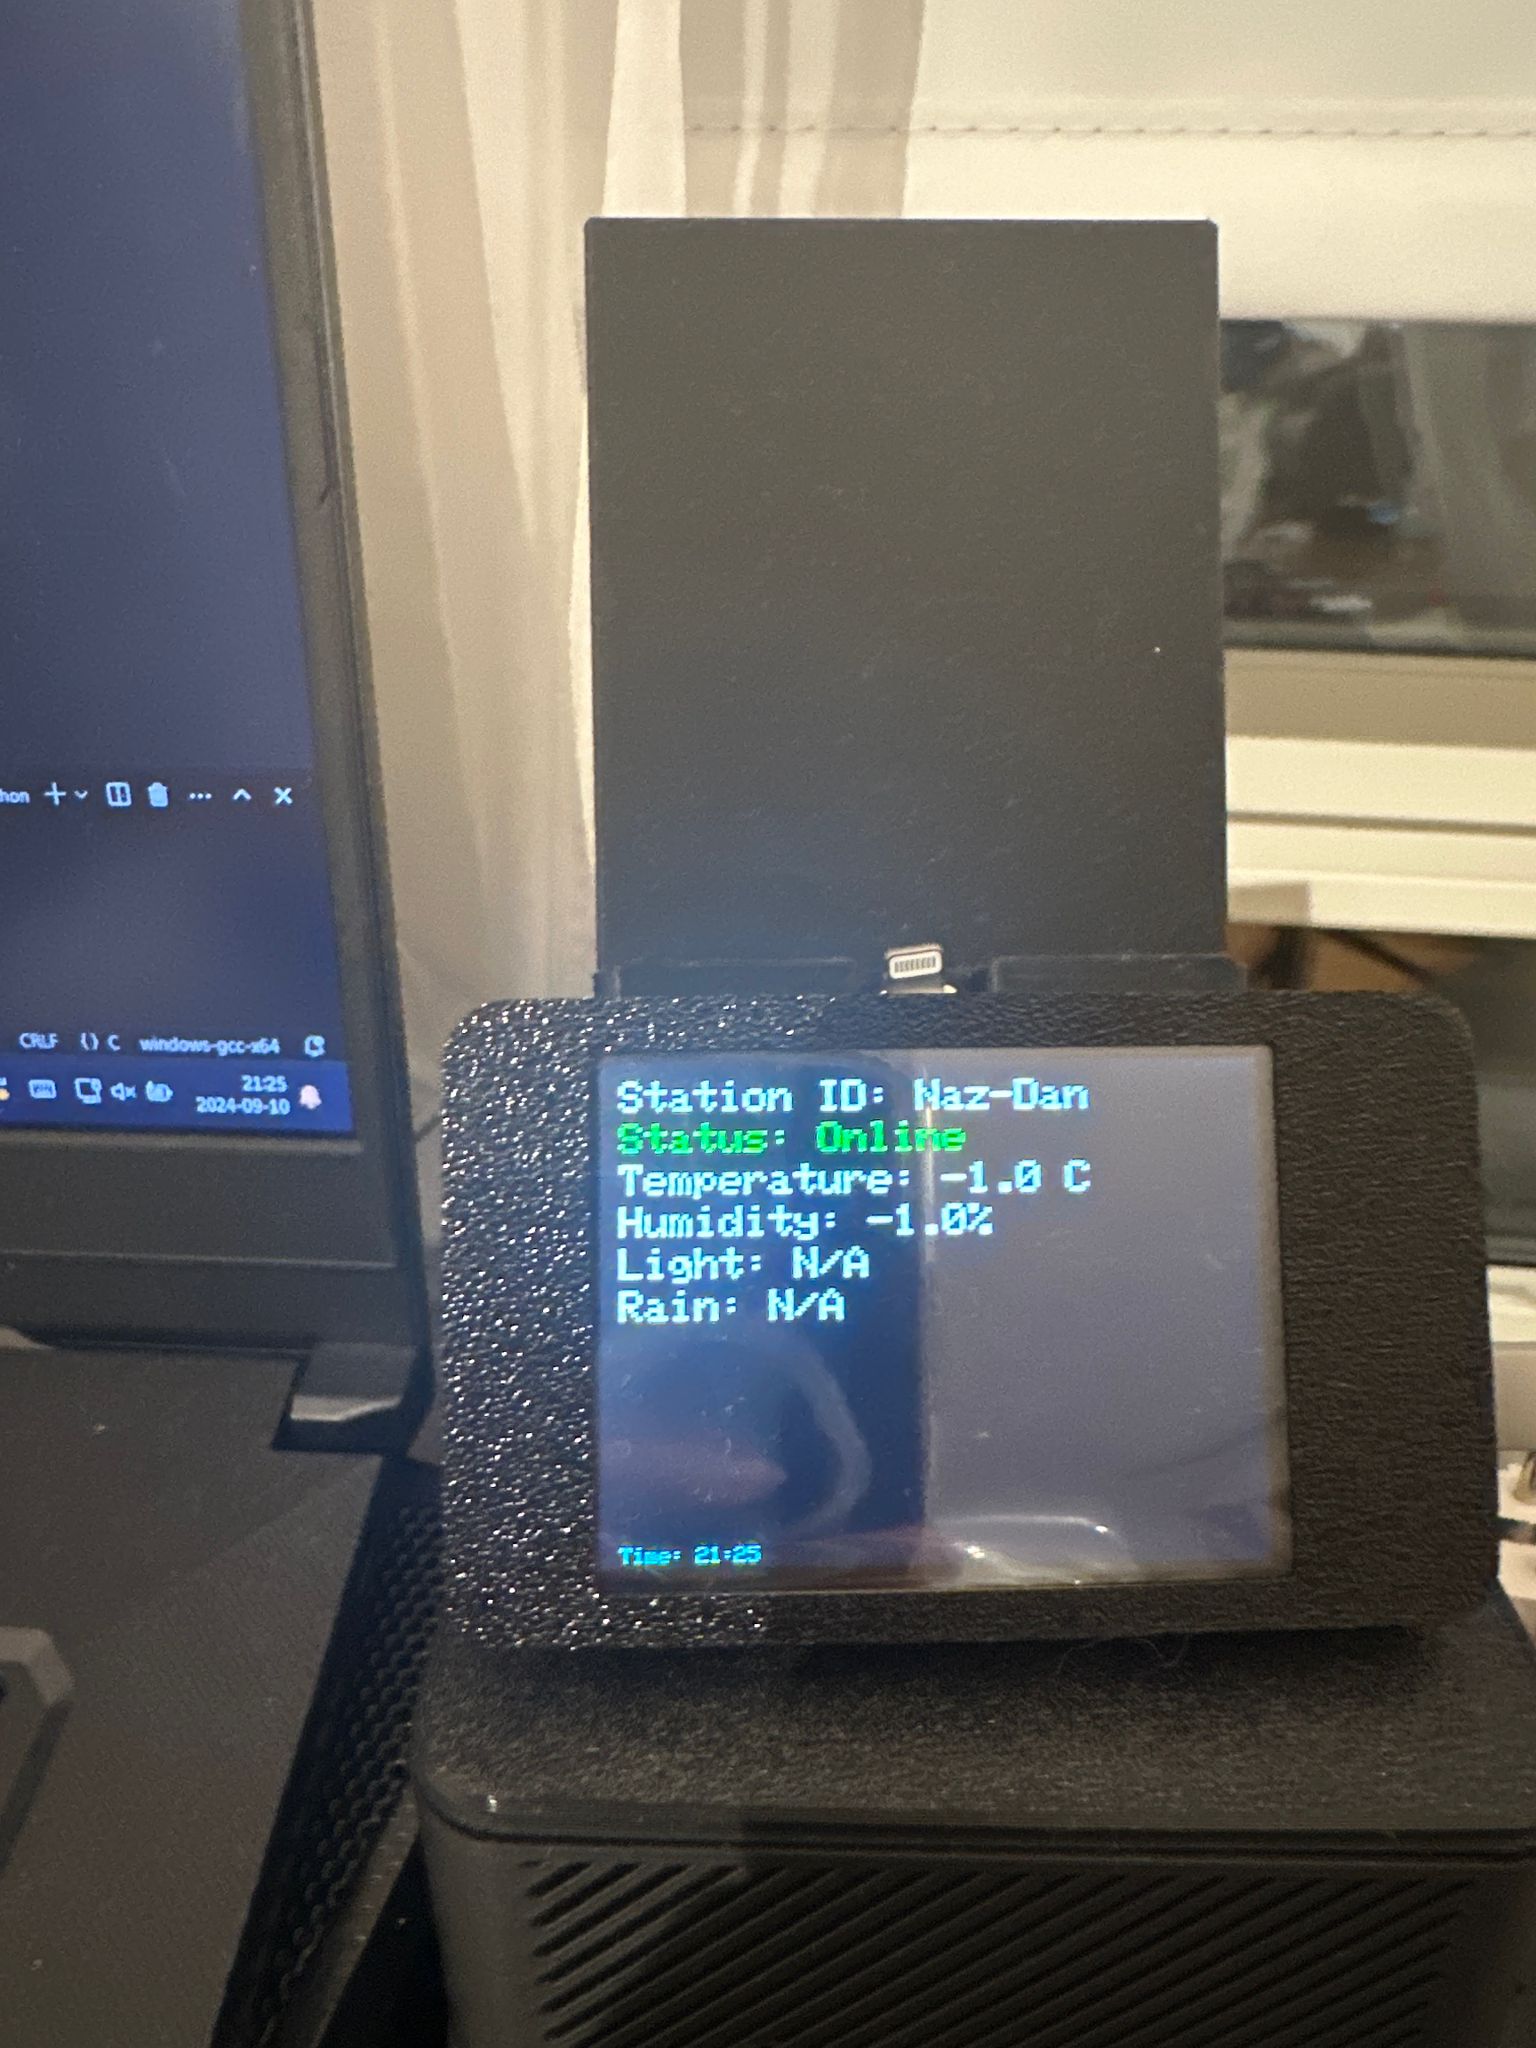 + ... ^ ×
CRLF {} C windows-gcc-x64
21:25
2024-09-10
Station ID: Naz-Dan
Status: Online
Temperature: -1.0 C
Humidity: -1.0%
Light: N/A
Rain: N/A
Time: 21:25